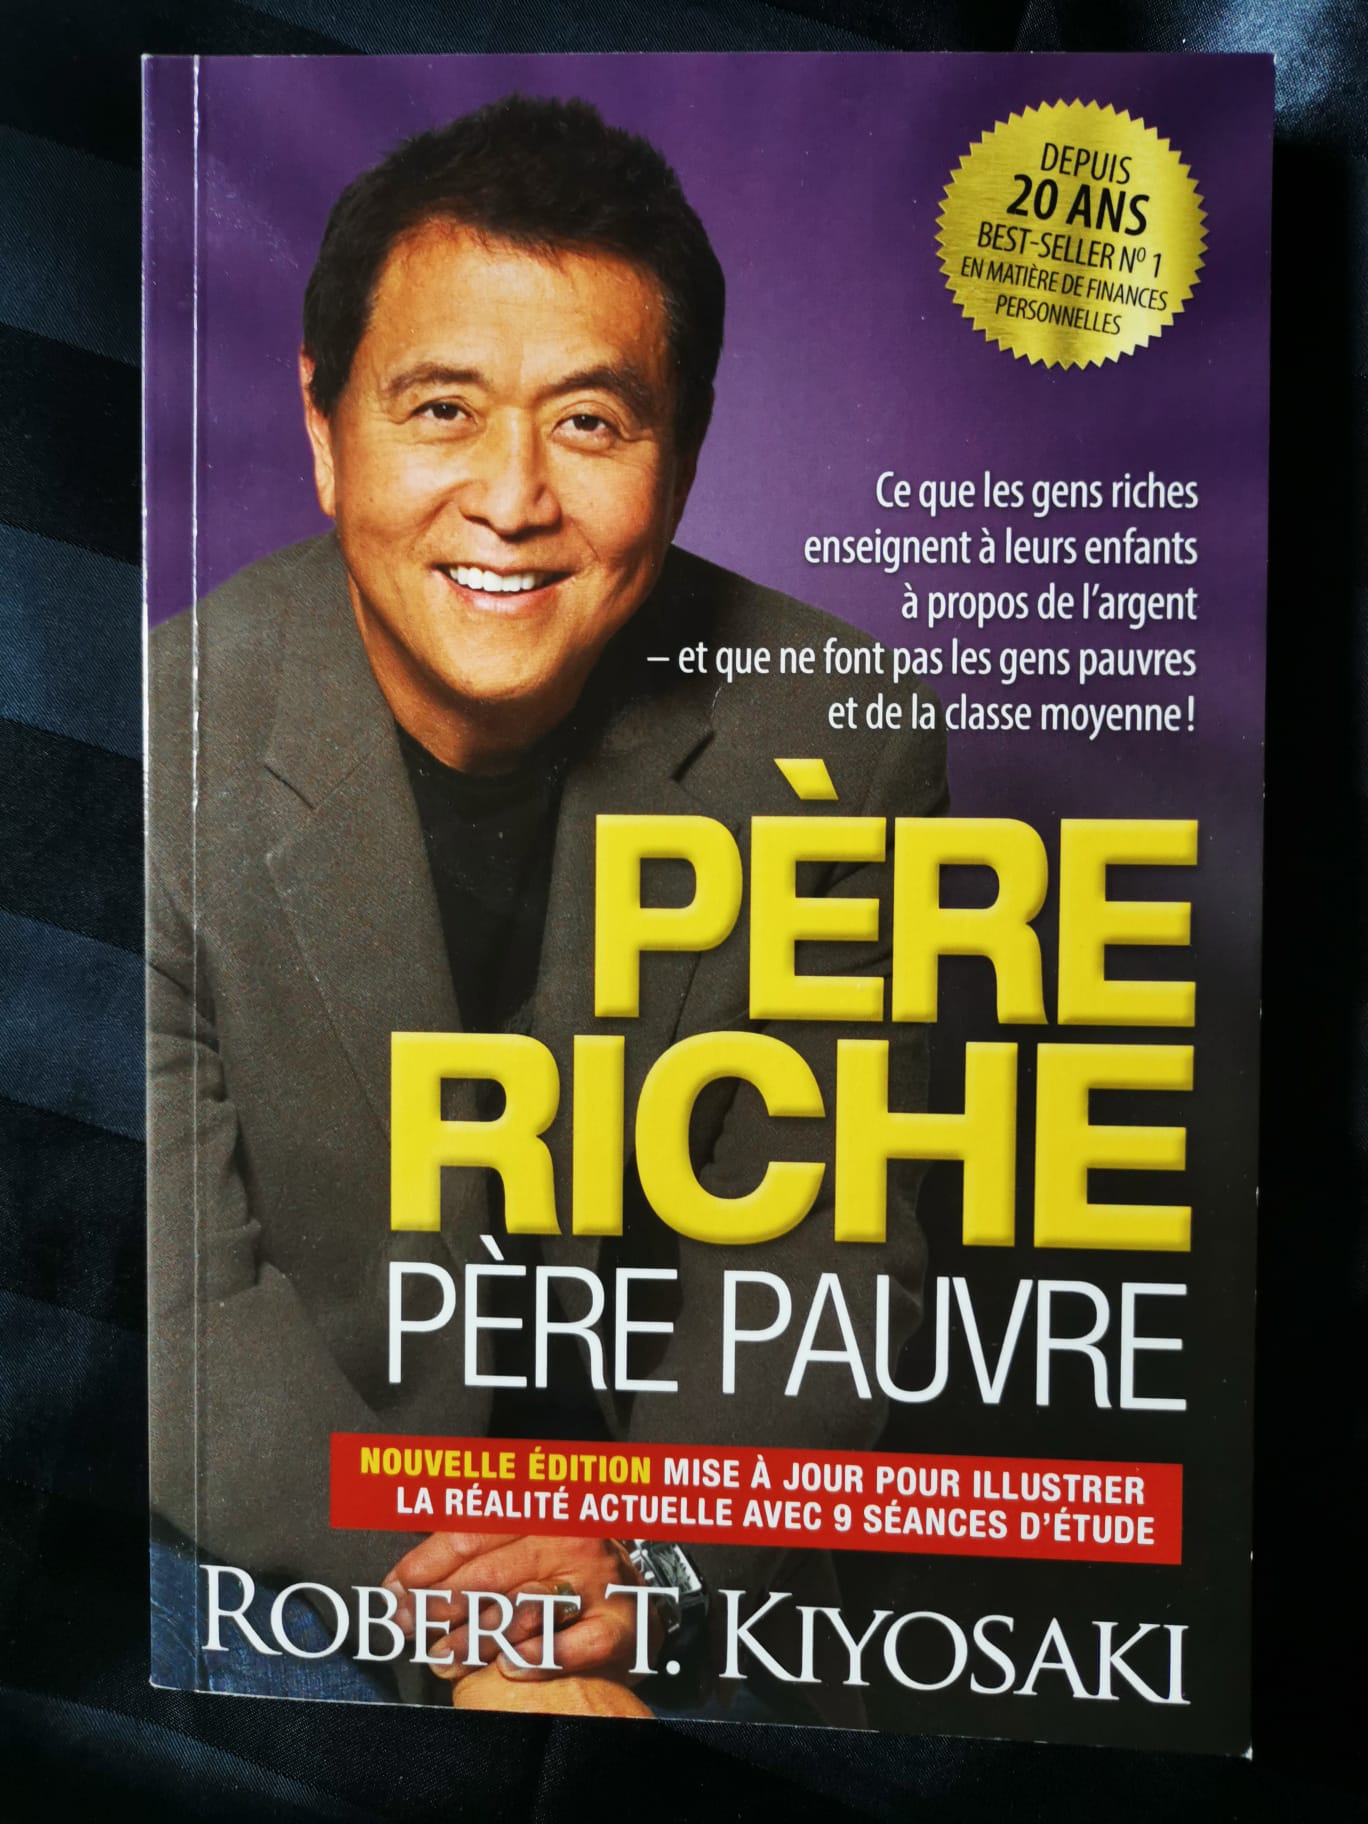 DEPUIS
20 ANS
BEST-SELLER Nº 1
EN MATIÈRE DE FINANCES
PERSONNELLES
Ce que les gens riches
enseignent à leurs enfants
à propos de l'argent
– et que ne font pas les gens pauvres
et de la classe moyenne!
PÈRE
RICHE
PÈRE PAUVRE
NOUVELLE ÉDITION MISE À JOUR POUR ILLUSTRER
LA RÉALITÉ ACTUELLE AVEC 9 SÉANCES D'ÉTUDE
ROBERT T. KIYOSAKI